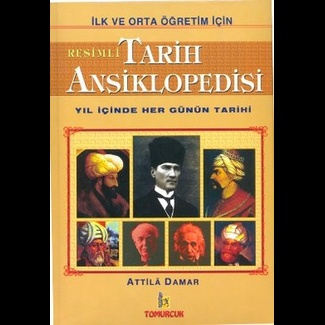 İLK VE ORTA ÖĞRETİM İÇİN
RESİMLİ TARİH
ANSİKLOPEDİSİ
YIL İÇİNDE HER GÜNÜN TARİHİ
ATTİLÂ DAMAR
TOMURCUK